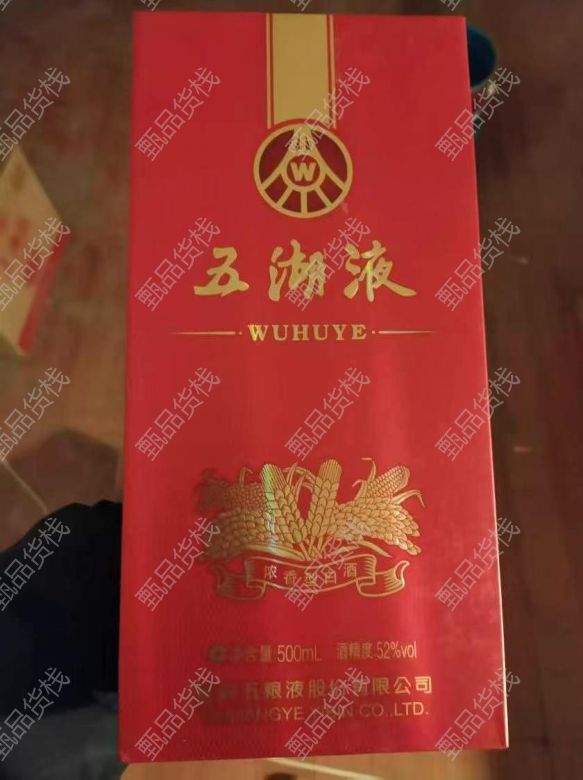 W
五湖液
WUHUYE
浓香型白酒
净含量:500mL 酒精度:52%vol
五粮液股份有限公司
YIBIN CO.,LTD.
甄品货栈